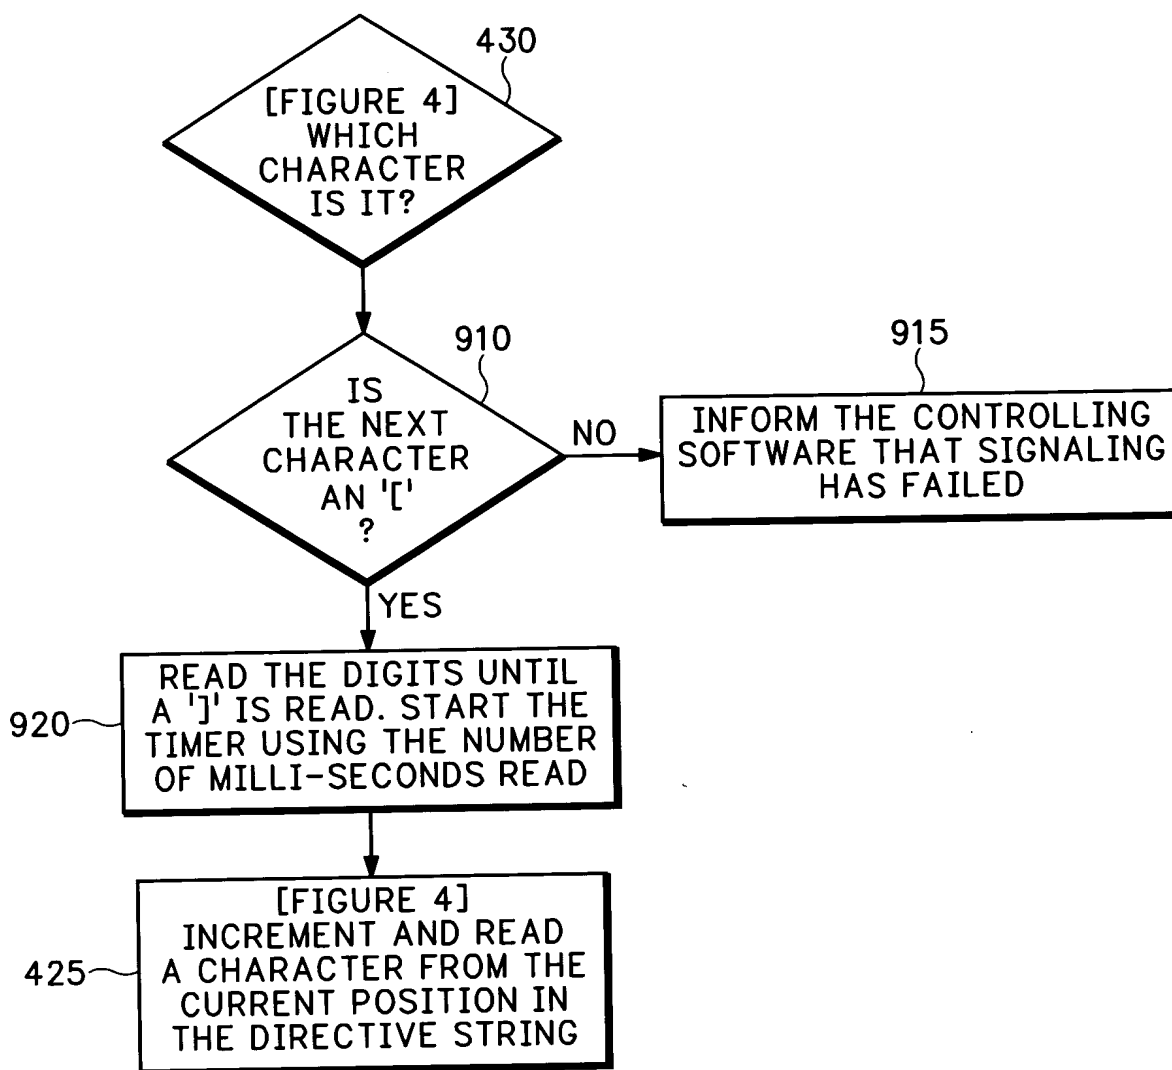 430
[FIGURE 4]
WHICH
CHARACTER
IS IT?
910
IS
THE NEXT
CHARACTER
AN '['
?
NO
915
INFORM THE CONTROLLING
SOFTWARE THAT SIGNALING
HAS FAILED
YES
920
READ THE DIGITS UNTIL
A ']' IS READ. START THE
TIMER USING THE NUMBER
OF MILLI-SECONDS READ
425
[FIGURE 4]
INCREMENT AND READ
A CHARACTER FROM THE
CURRENT POSITION IN
THE DIRECTIVE STRING